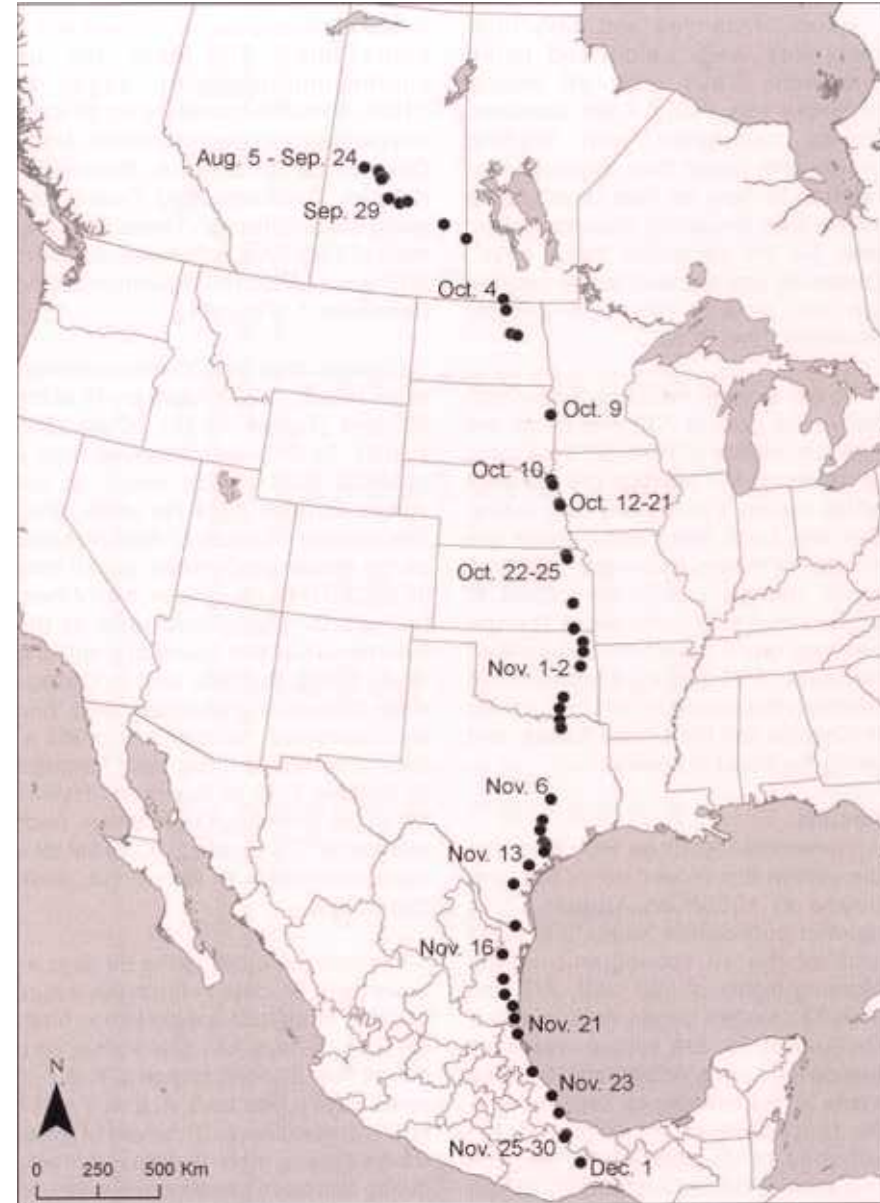 Aug. 5 - Sep. 24
Sep. 29
Oct. 4
Oct. 9
Oct. 10
Oct. 12-21
Oct. 22-25
Nov. 1-2
Nov. 6
Nov. 13
Nov. 16
Nov. 21
Nov. 23
Nov. 25-30
Dec. 1
N
0 250 500 Km